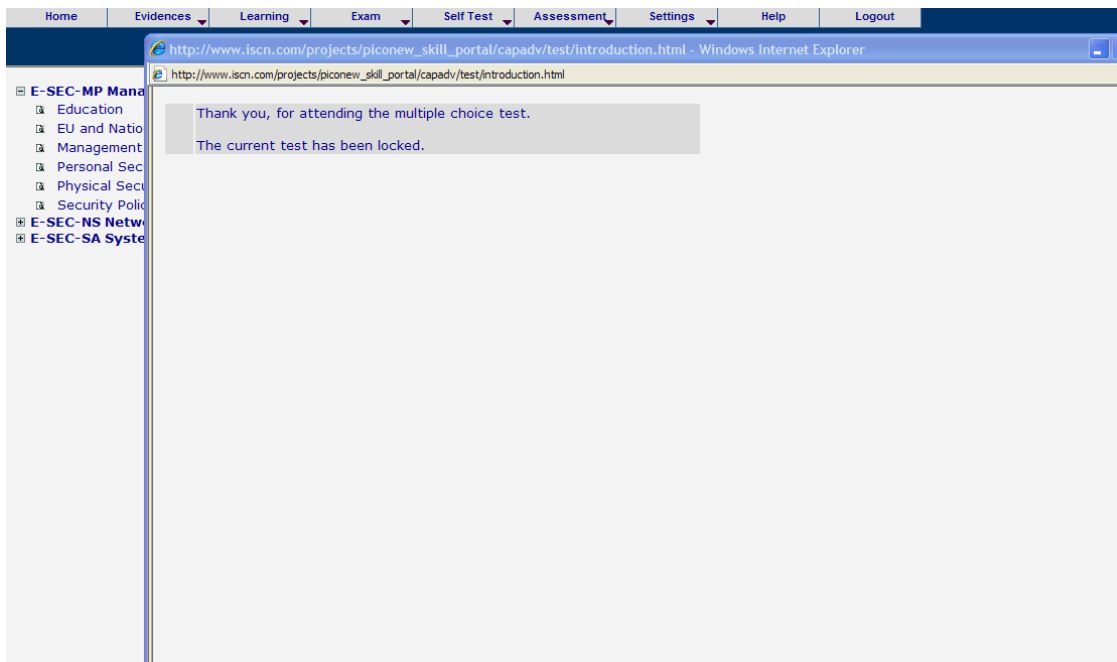 Home Evidences Learning Exam Self Test Assessment Settings Help Logout
http://www.iscn.com/projects/piconew_skill_portal/capadv/test/introduction.html - Windows Internet Explorer
http://www.iscn.com/projects/piconew_skill_portal/capadv/test/introduction.html
E-SEC-MP Mana
Education
EU and Natio
Management
Personal Sec
Physical Secu
Security Polic
E-SEC-NS Netw
E-SEC-SA Syste
Thank you, for attending the multiple choice test.
The current test has been locked.